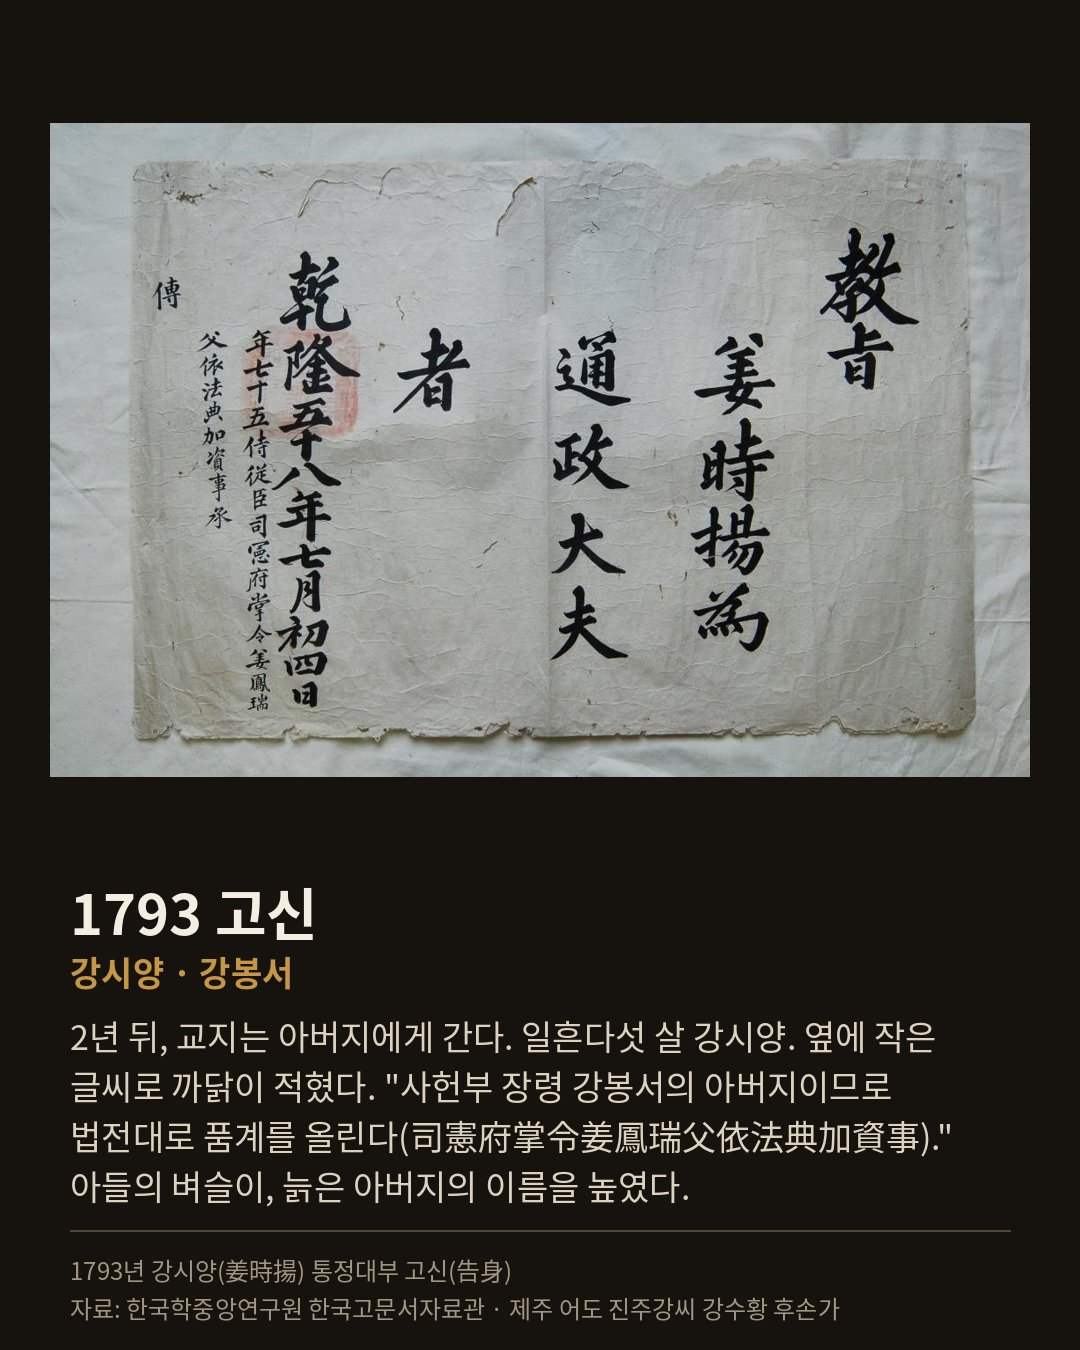 教旨
姜時揚為
通政大夫
者
乾隆五十八年七月初四日
年七十五侍從臣司憲府掌令姜鳳瑞
父依法典加資事承
傳
1793 고신
강시양 · 강봉서
2년 뒤, 교지는 아버지에게 간다. 일흔다섯 살 강시양. 옆에 작은
글씨로 까닭이 적혔다. "사헌부 장령 강봉서의 아버지이므로
법전대로 품계를 올린다(司憲府掌令姜鳳瑞父依法典加資事)."
아들의 벼슬이, 늙은 아버지의 이름을 높였다.
1793년 강시양(姜時揚) 통정대부 고신(告身)
자료: 한국학중앙연구원 한국고문서자료관 · 제주 어도 진주강씨 강수황 후손가